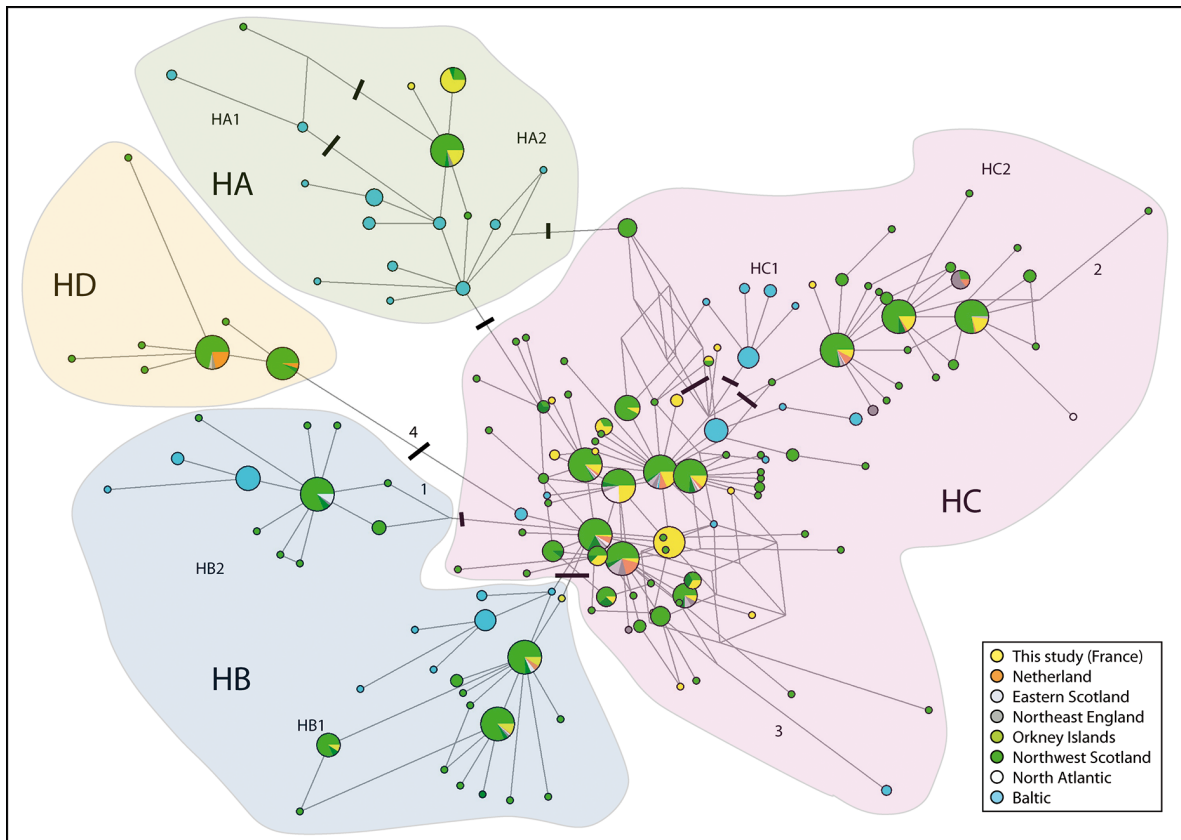 HA1
HA2
HA
HC2
HD
HC1
2
4
1
HC
HB2
HB
HB1
3
This study (France)
Netherland
Eastern Scotland
Northeast England
Orkney Islands
Northwest Scotland
North Atlantic
Baltic